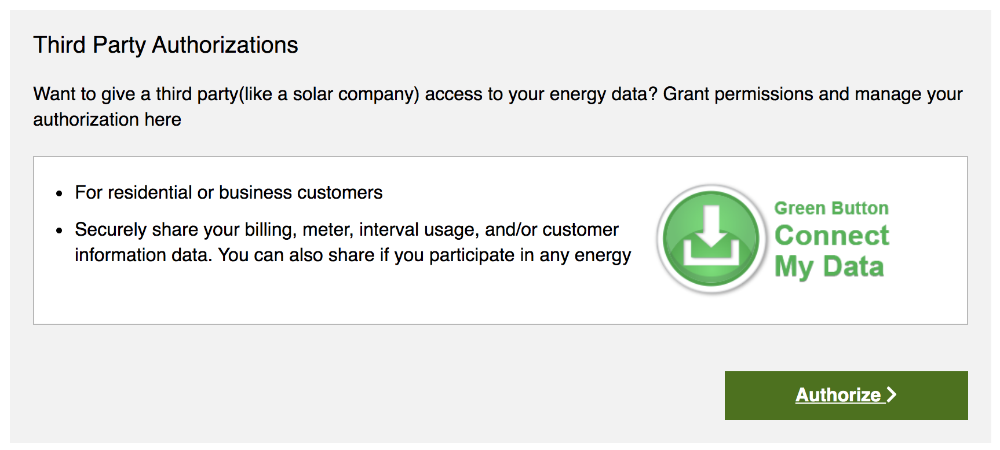 Third Party Authorizations
Want to give a third party(like a solar company) access to your energy data? Grant permissions and manage your
authorization here
• For residential or business customers
• Securely share your billing, meter, interval usage, and/or customer
information data. You can also share if you participate in any energy
Green Button
Connect
My Data
Authorize